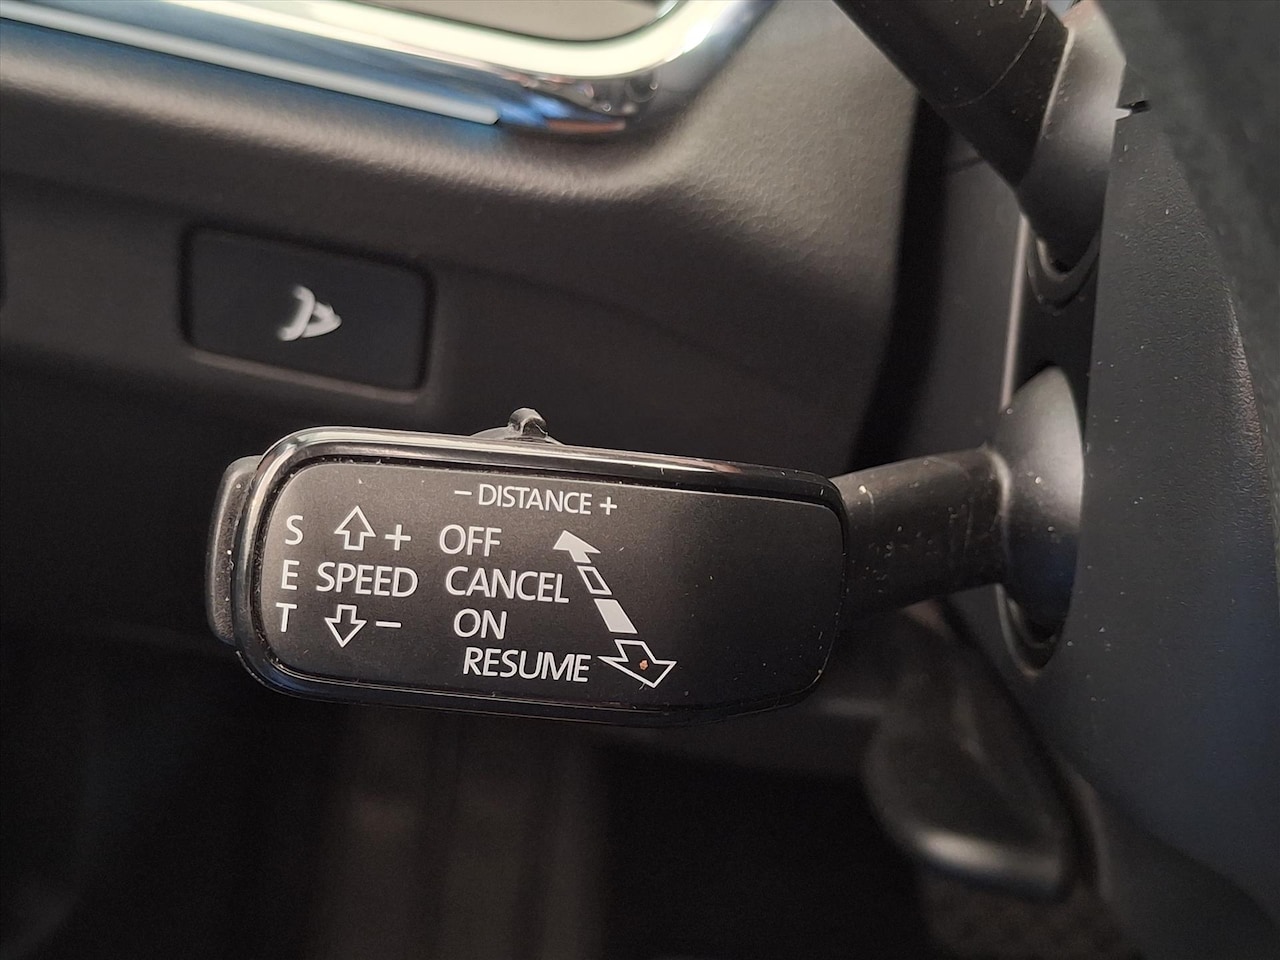 - DISTANCE +
S + OFF
E SPEED CANCEL
T - ON
RESUME